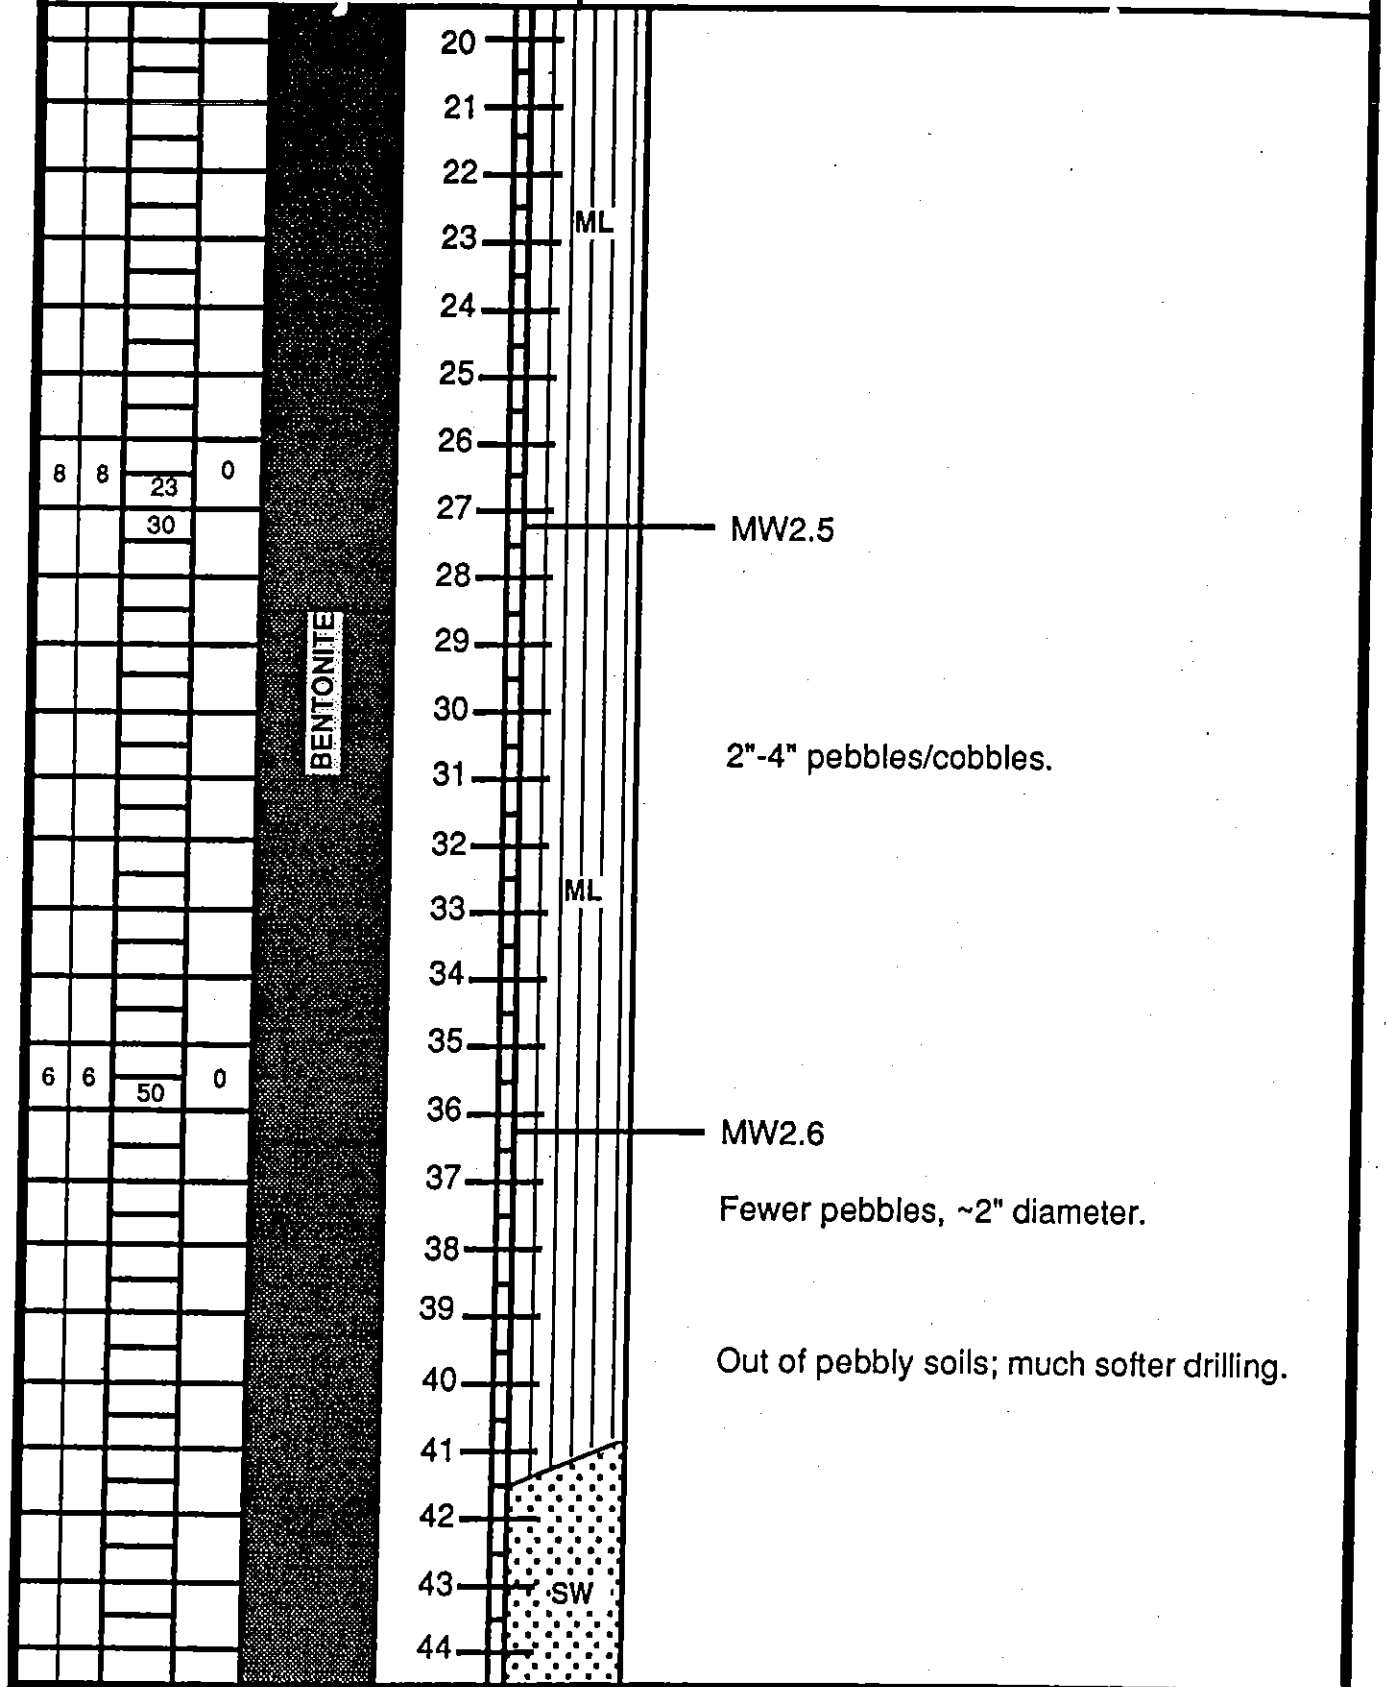 20
21
22
ML
23
24
25
26
8 8 23 0
27
30
MW2.5
28
29
BENTONITE
30
2"-4" pebbles/cobbles.
31
32
ML
33
34
35
6 6 50 0
36
MW2.6
37
Fewer pebbles, ~2" diameter.
38
39
Out of pebbly soils; much softer drilling.
40
41
42
43
SW
44